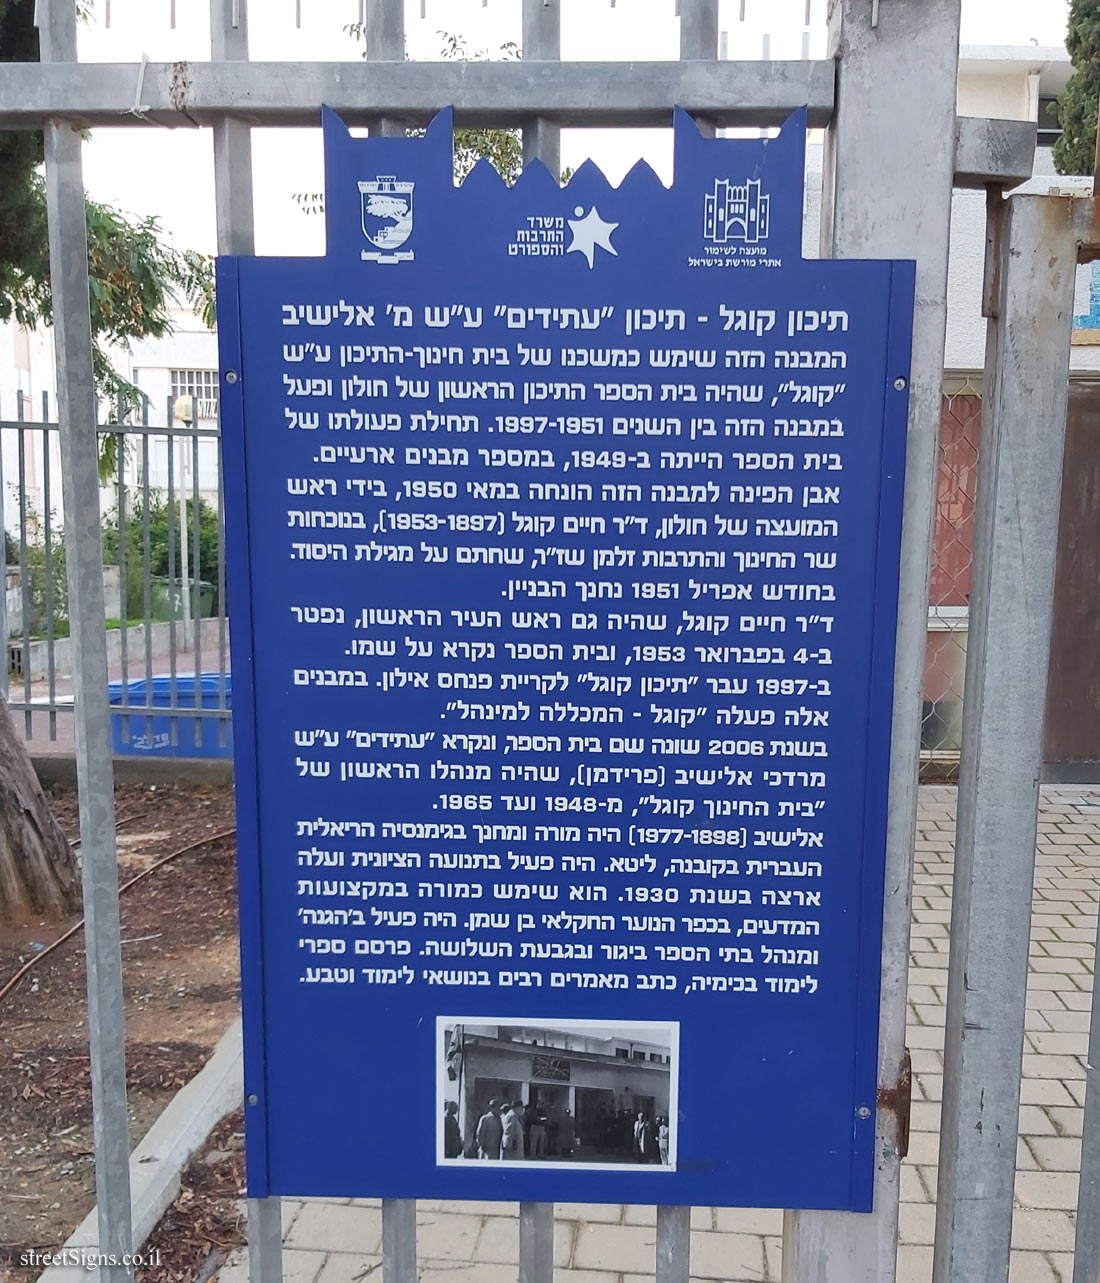 משרד
התרבות
והספורט
מועצה לשימור
אתרי מורשת בישראל
תיכון קוגל - תיכון "עתידים" ע"ש מ' אלישיב
המבנה הזה שימש כמשכנו של בית חינוך-התיכון ע"ש
"קוגל", שהיה בית הספר התיכון הראשון של חולון ופעל
במבנה הזה בין השנים 1997-1951. תחילת פעולתו של
בית הספר הייתה ב-1949, במספר מבנים ארעיים.
אבן הפינה למבנה הזה הונחה במאי 1950, בידי ראש
המועצה של חולון, ד"ר חיים קוגל (1953-1897), בנוכחות
שר החינוך והתרבות זלמן שז"ר, שחתם על מגילת היסוד.
בחודש אפריל 1951 נחנך הבניין.
ד"ר חיים קוגל, שהיה גם ראש העיר הראשון, נפטר
ב-4 בפברואר 1953, ובית הספר נקרא על שמו.
ב-1997 עבר "תיכון קוגל" לקריית פנחס אילון. במבנים
אלה פעלה "קוגל - המכללה למינהל".
בשנת 2006 שונה שם בית הספר, ונקרא "עתידים" ע"ש
מרדכי אלישיב (פרידמן), שהיה מנהלו הראשון של
"בית החינוך קוגל", מ-1948 ועד 1965.
אלישיב (1977-1898) היה מורה ומחנך בגימנסיה הריאלית
העברית בקובנה, ליטא. היה פעיל בתנועה הציונית ועלה
ארצה בשנת 1930. הוא שימש כמורה במקצועות
המדעים, בכפר הנוער החקלאי בן שמן. היה פעיל ב'הגנה'
ומנהל בתי הספר ביגור ובגבעת השלושה. פרסם ספרי
לימוד בכימיה, כתב מאמרים רבים בנושאי לימוד וטבע.
streetSigns.co.il